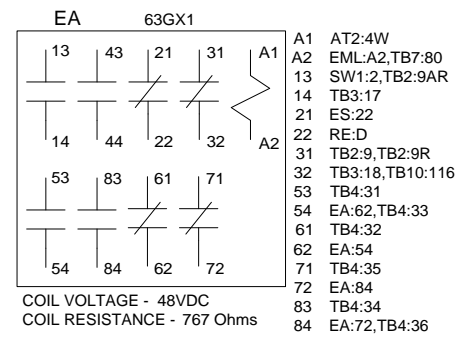 EA 63GX1
13 43 21 31 A1
14 44 22 32 A2
53 83 61 71
54 84 62 72
COIL VOLTAGE - 48VDC
COIL RESISTANCE - 767 Ohms
A1 AT2:4W
A2 EML:A2,TB7:80
13 SW1:2,TB2:9AR
14 TB3:17
21 ES:22
22 RE:D
31 TB2:9,TB2:9R
32 TB3:18,TB10:116
53 TB4:31
54 EA:62,TB4:33
61 TB4:32
62 EA:54
71 TB4:35
72 EA:84
83 TB4:34
84 EA:72,TB4:36